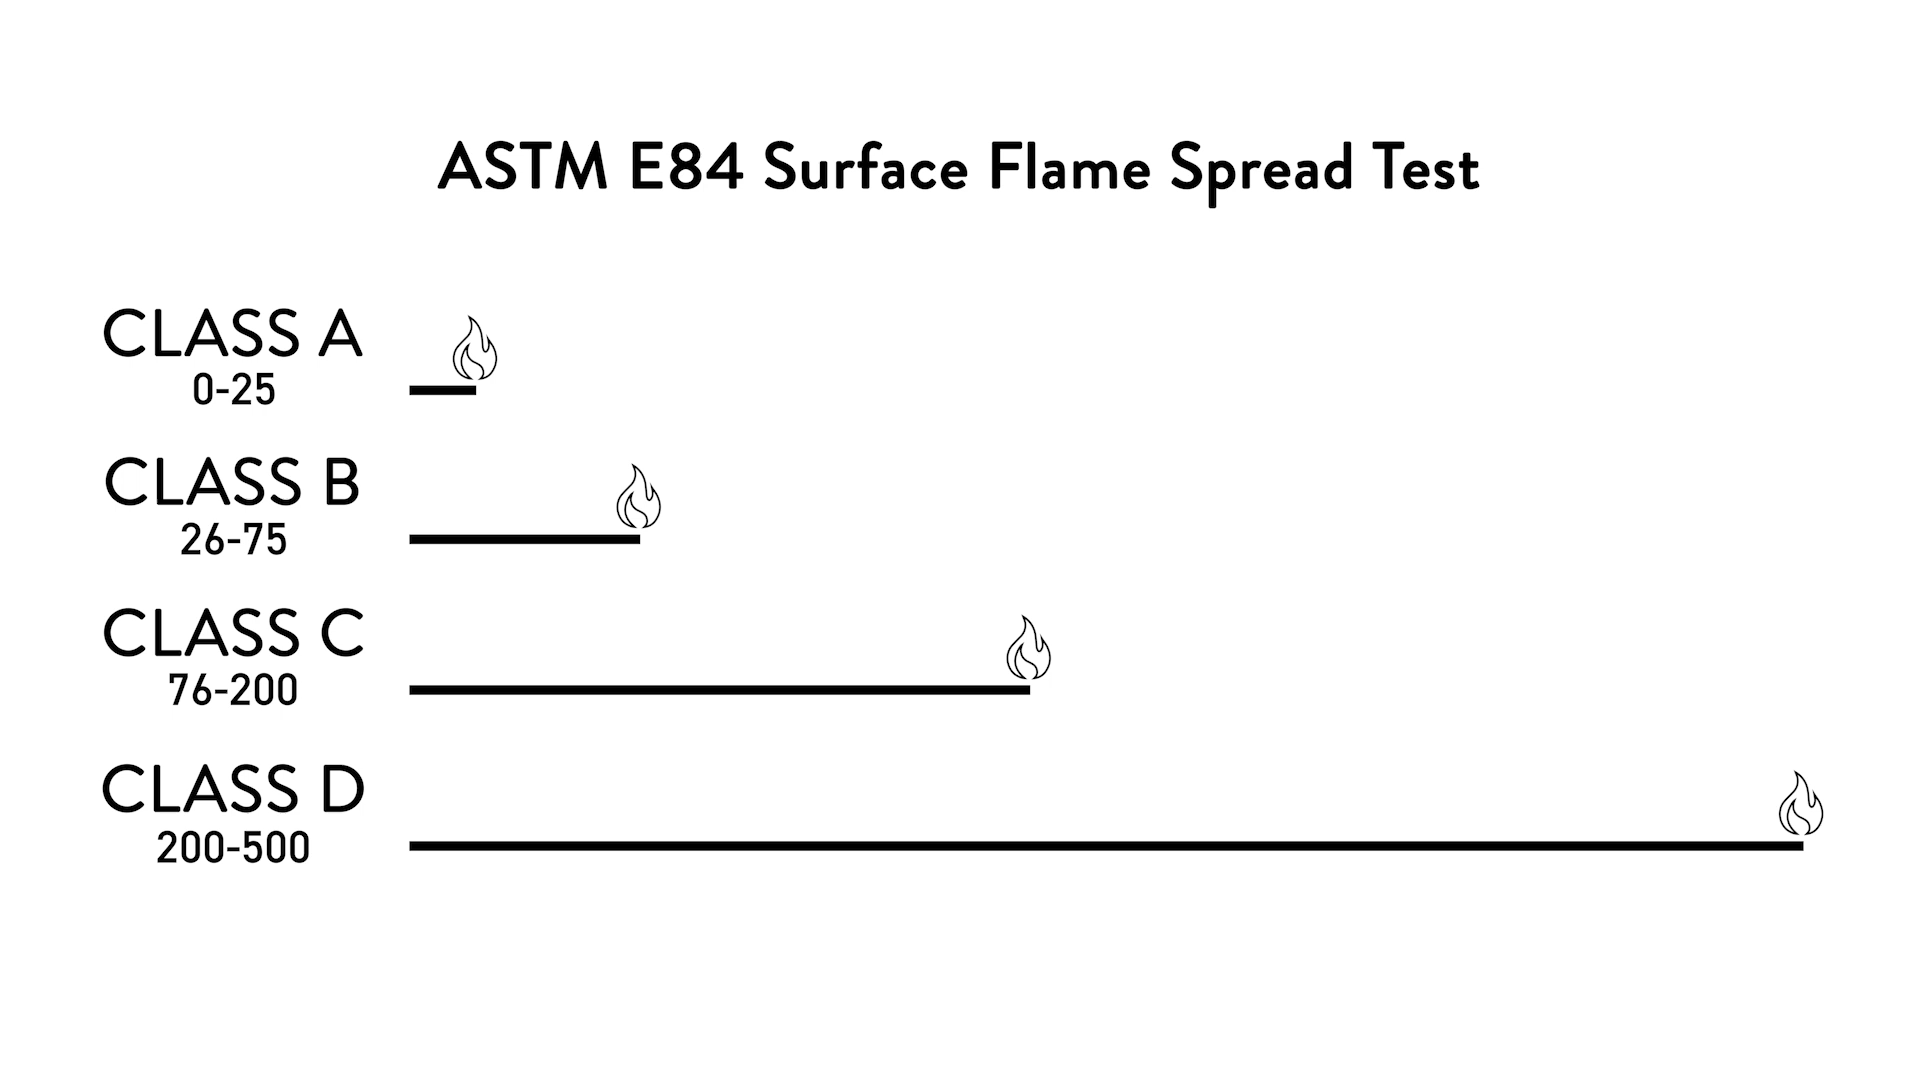 ASTM E84 Surface Flame Spread Test
CLASS A
0-25
CLASS B
26-75
CLASS C
76-200
CLASS D
200-500